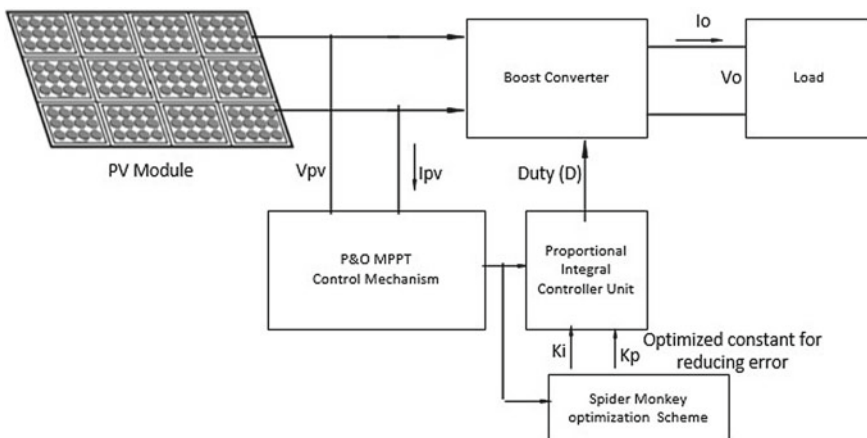 Io
Boost Converter
Vo
Load
PV Module
Vpv
Ipv
Duty (D)
P&O MPPT
Control Mechanism
Proportional
Integral
Controller Unit
Ki
Kp
Optimized constant for
reducing error
Spider Monkey
optimization Scheme